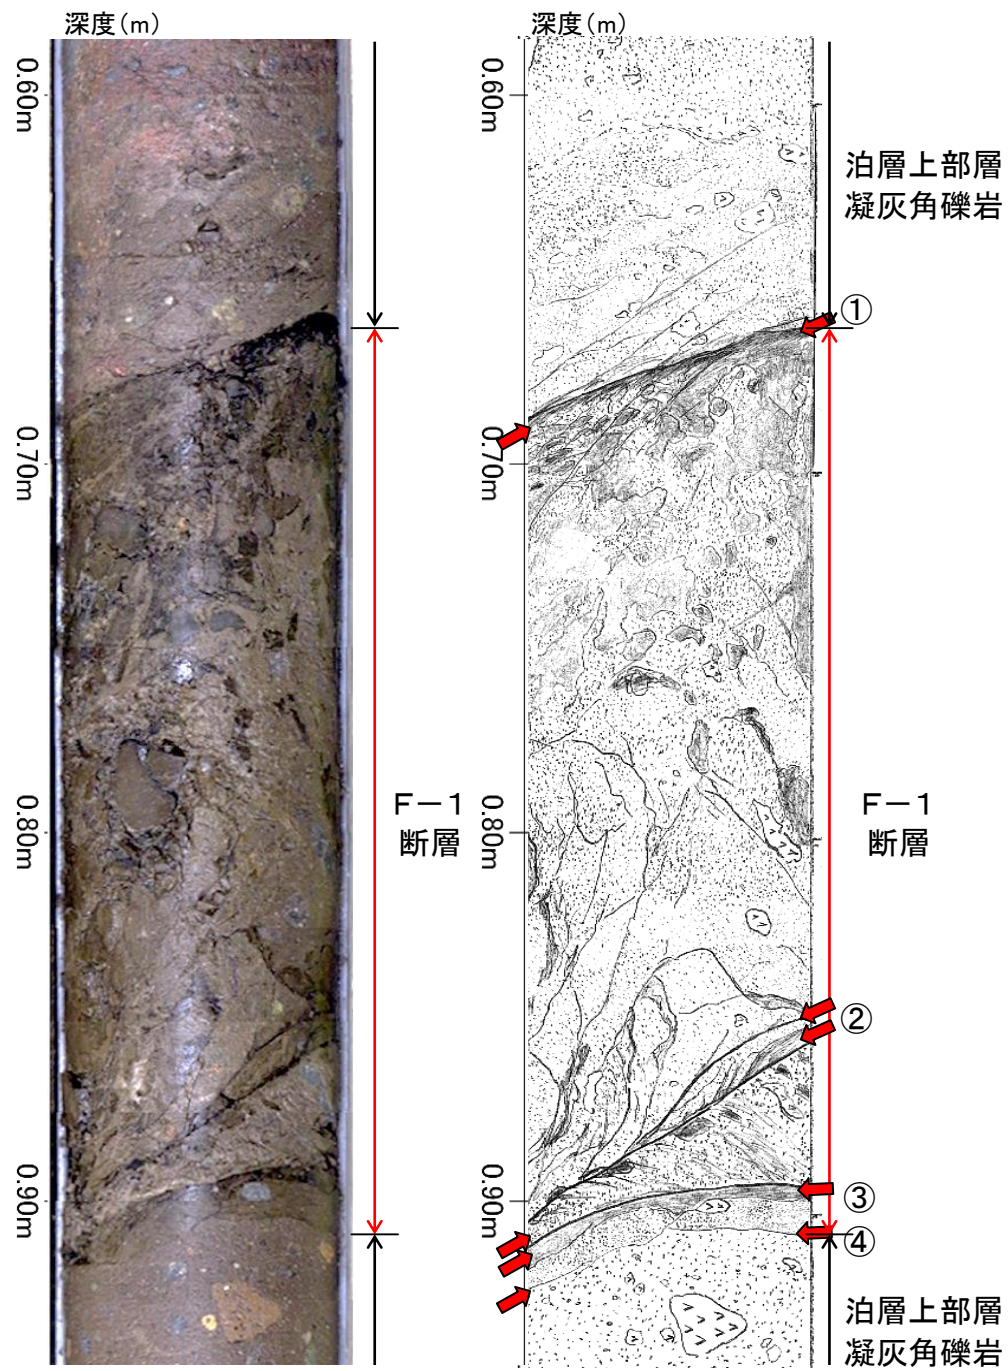 深度(m)
深度(m)
0.60m
0.60m
泊層上部層
凝灰角礫岩
①
0.70m
0.70m
F－1
断層
F－1
断層
0.80m
0.80m
②
0.90m
0.90m
③
④
泊層上部層
凝灰角礫岩